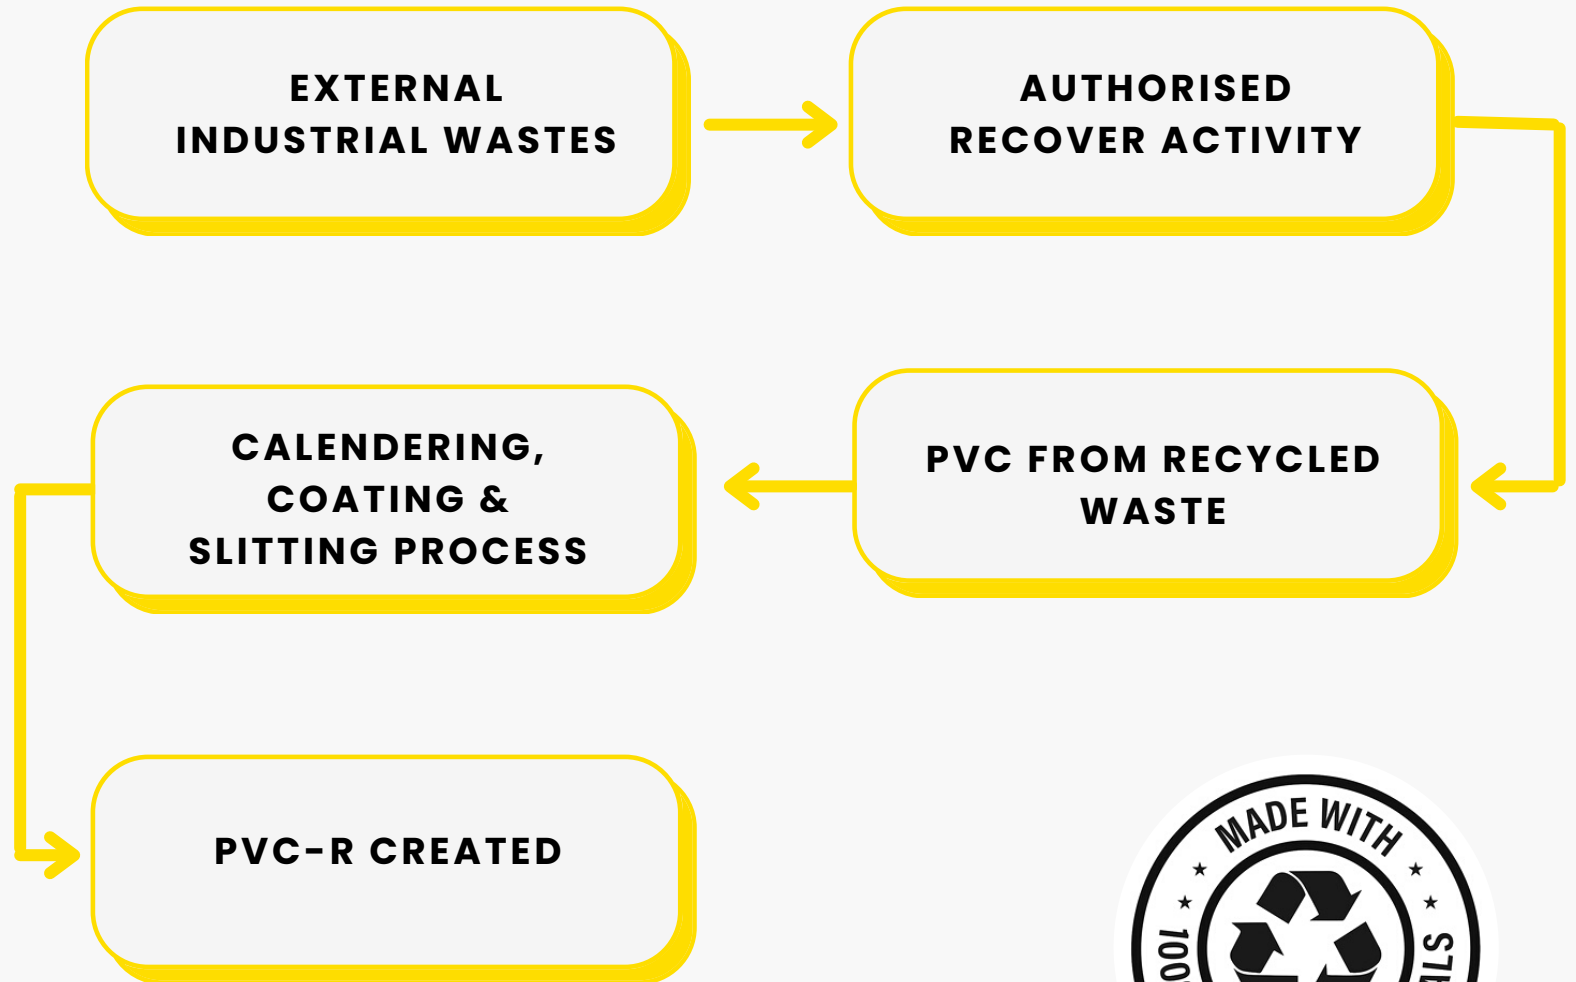 EXTERNAL
INDUSTRIAL WASTES
AUTHORISED
RECOVER ACTIVITY
PVC FROM RECYCLED
WASTE
CALENDERING,
COATING &
SLITTING PROCESS
PVC-R CREATED
MADE WITH